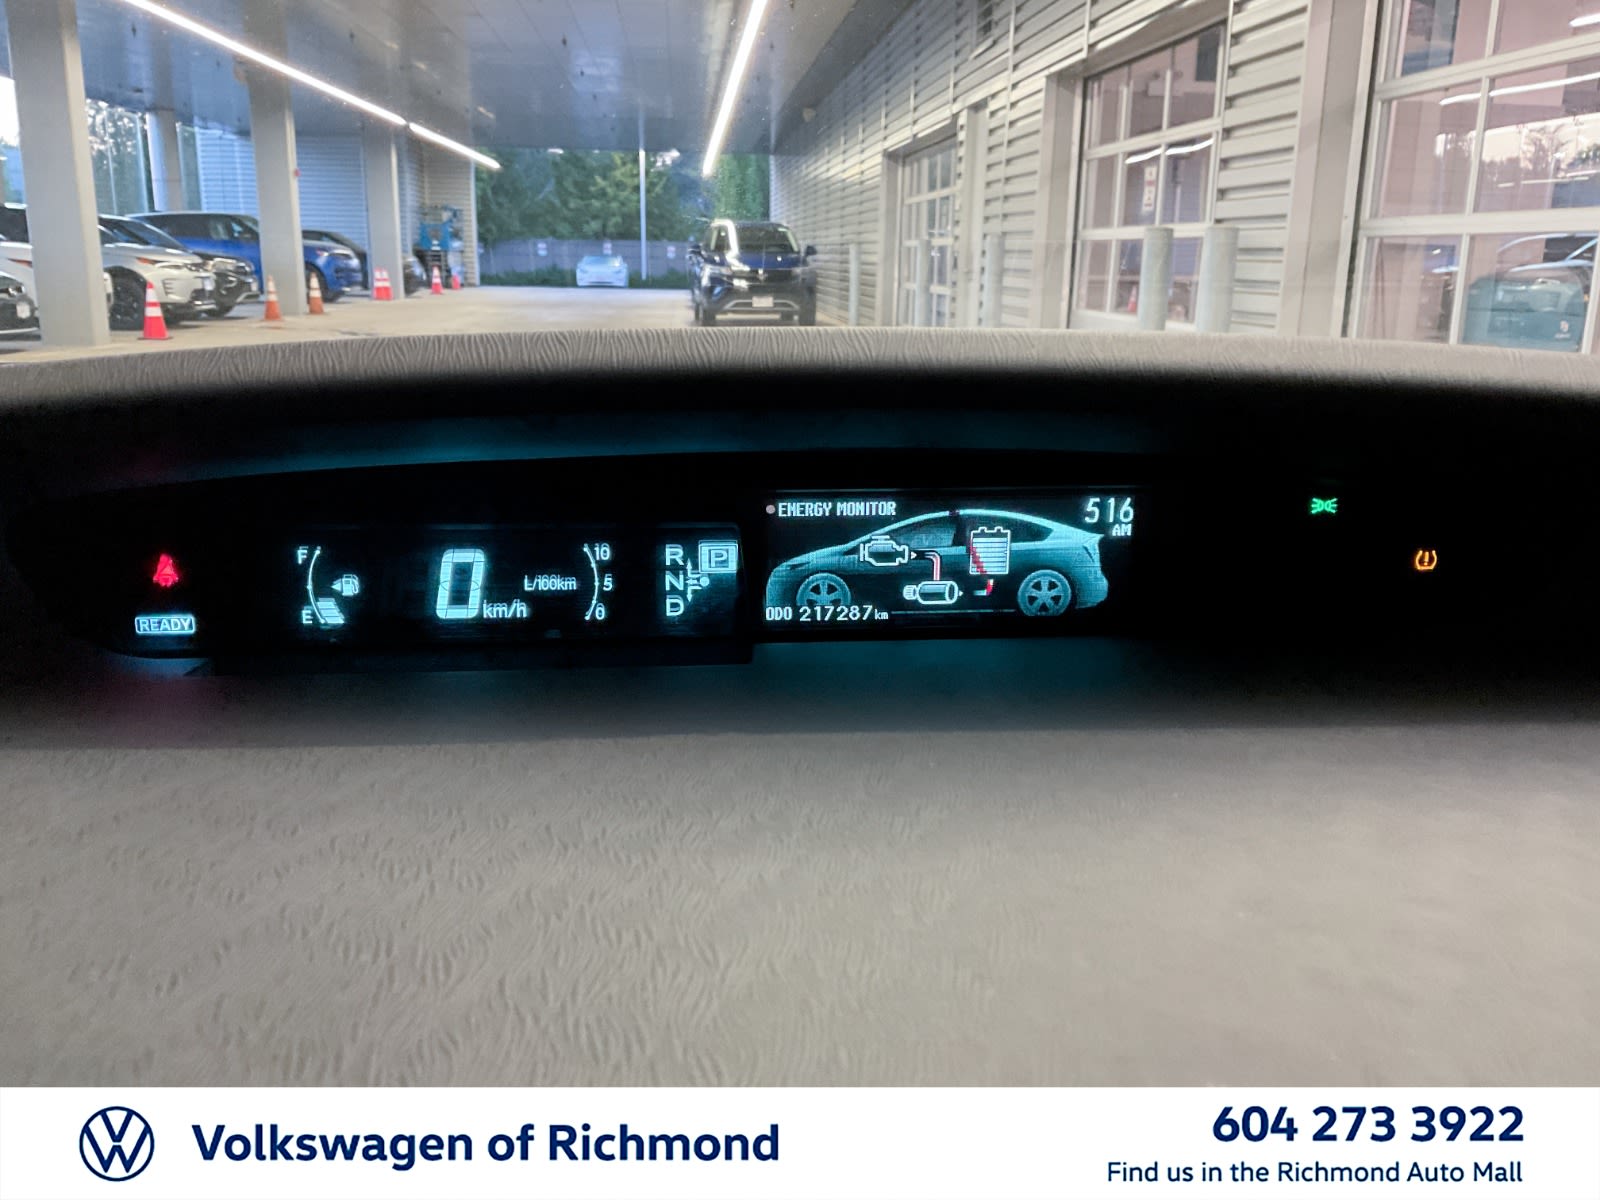 ENERGY MONITOR
516
AM
F
E
0
km/h
L/100km
10
5
0
R
N
D
P
READY
ODO 217287 km
Volkswagen of Richmond
604 273 3922
Find us in the Richmond Auto Mall